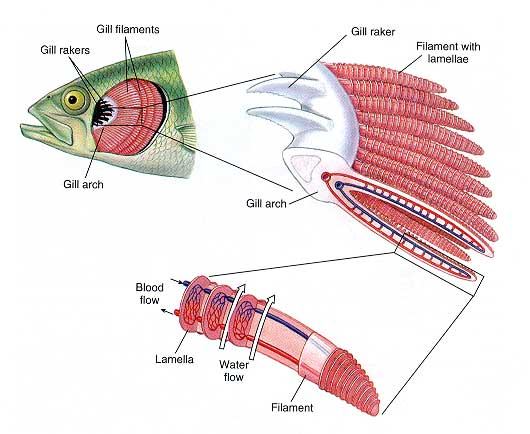 Gill filaments
Gill rakers
Gill arch
Gill raker
Filament with
lamellae
Gill arch
Blood
flow
Lamella
Water
flow
Filament